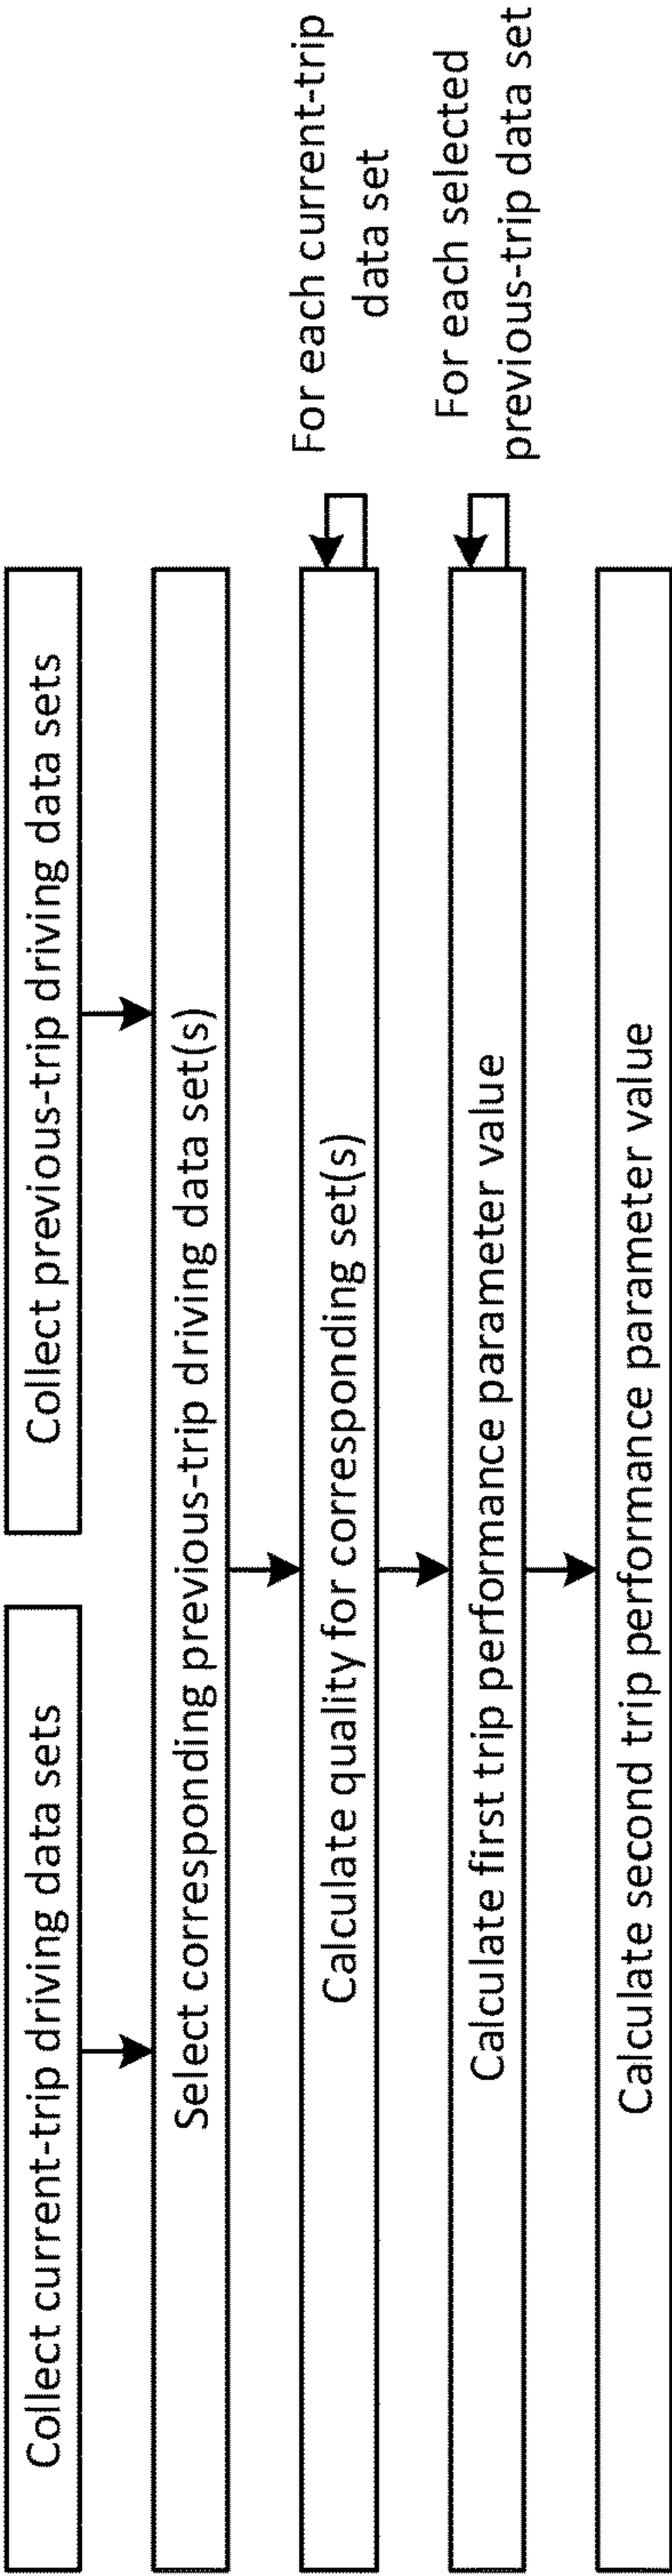 Collect current-trip driving data sets
Collect previous-trip driving data sets
Select corresponding previous-trip driving data set(s)
Calculate quality for corresponding set(s)
For each current-trip
data set
Calculate first trip performance parameter value
For each selected
previous-trip data set
Calculate second trip performance parameter value